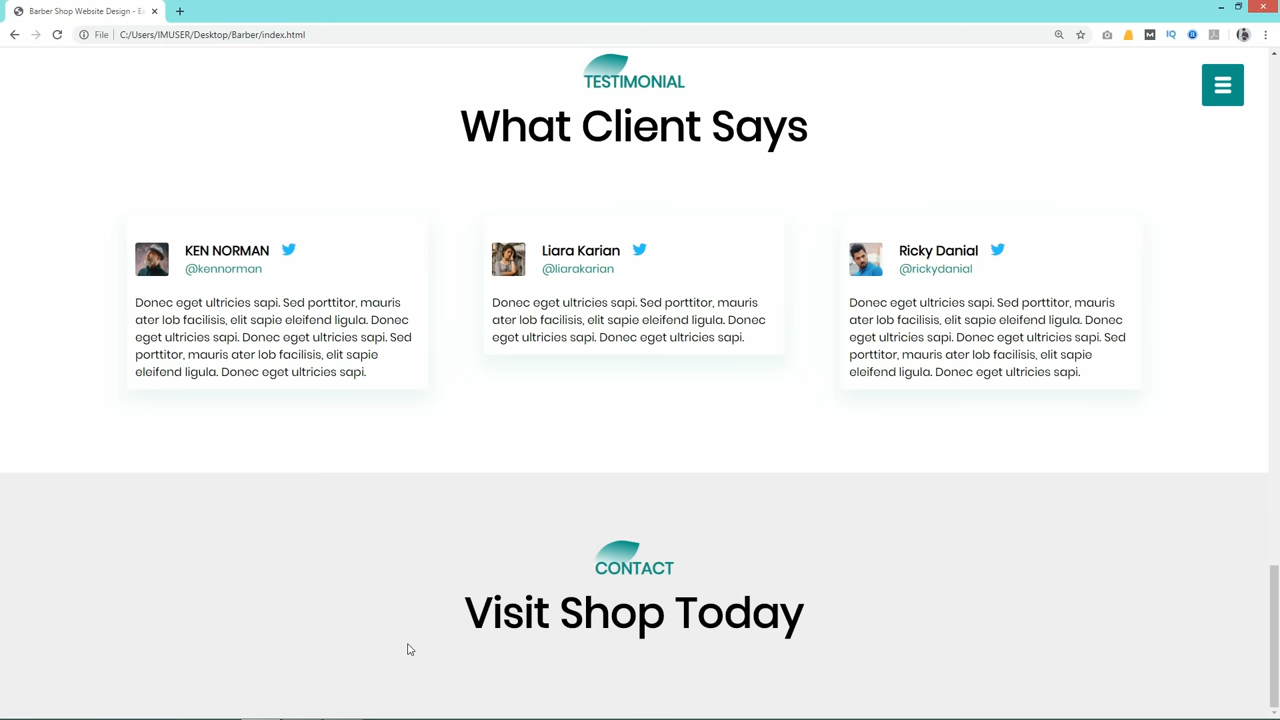 Barber Shop Website Design - Ea
File
C:/Users/IMUSER/Desktop/Barber/index.html
IQ
TESTIMONIAL
What Client Says
KEN NORMAN
@kennorman
Donec eget ultricies sapi. Sed porttitor, mauris
ater lob facilisis, elit sapie eleifend ligula. Donec
eget ultricies sapi. Donec eget ultricies sapi. Sed
porttitor, mauris ater lob facilisis, elit sapie
eleifend ligula. Donec eget ultricies sapi.
Liara Karian
@liarakarian
Donec eget ultricies sapi. Sed porttitor, mauris
ater lob facilisis, elit sapie eleifend ligula. Donec
eget ultricies sapi. Donec eget ultricies sapi.
Ricky Danial
@rickydanial
Donec eget ultricies sapi. Sed porttitor, mauris
ater lob facilisis, elit sapie eleifend ligula. Donec
eget ultricies sapi. Donec eget ultricies sapi. Sed
porttitor, mauris ater lob facilisis, elit sapie
eleifend ligula. Donec eget ultricies sapi.
CONTACT
Visit Shop Today